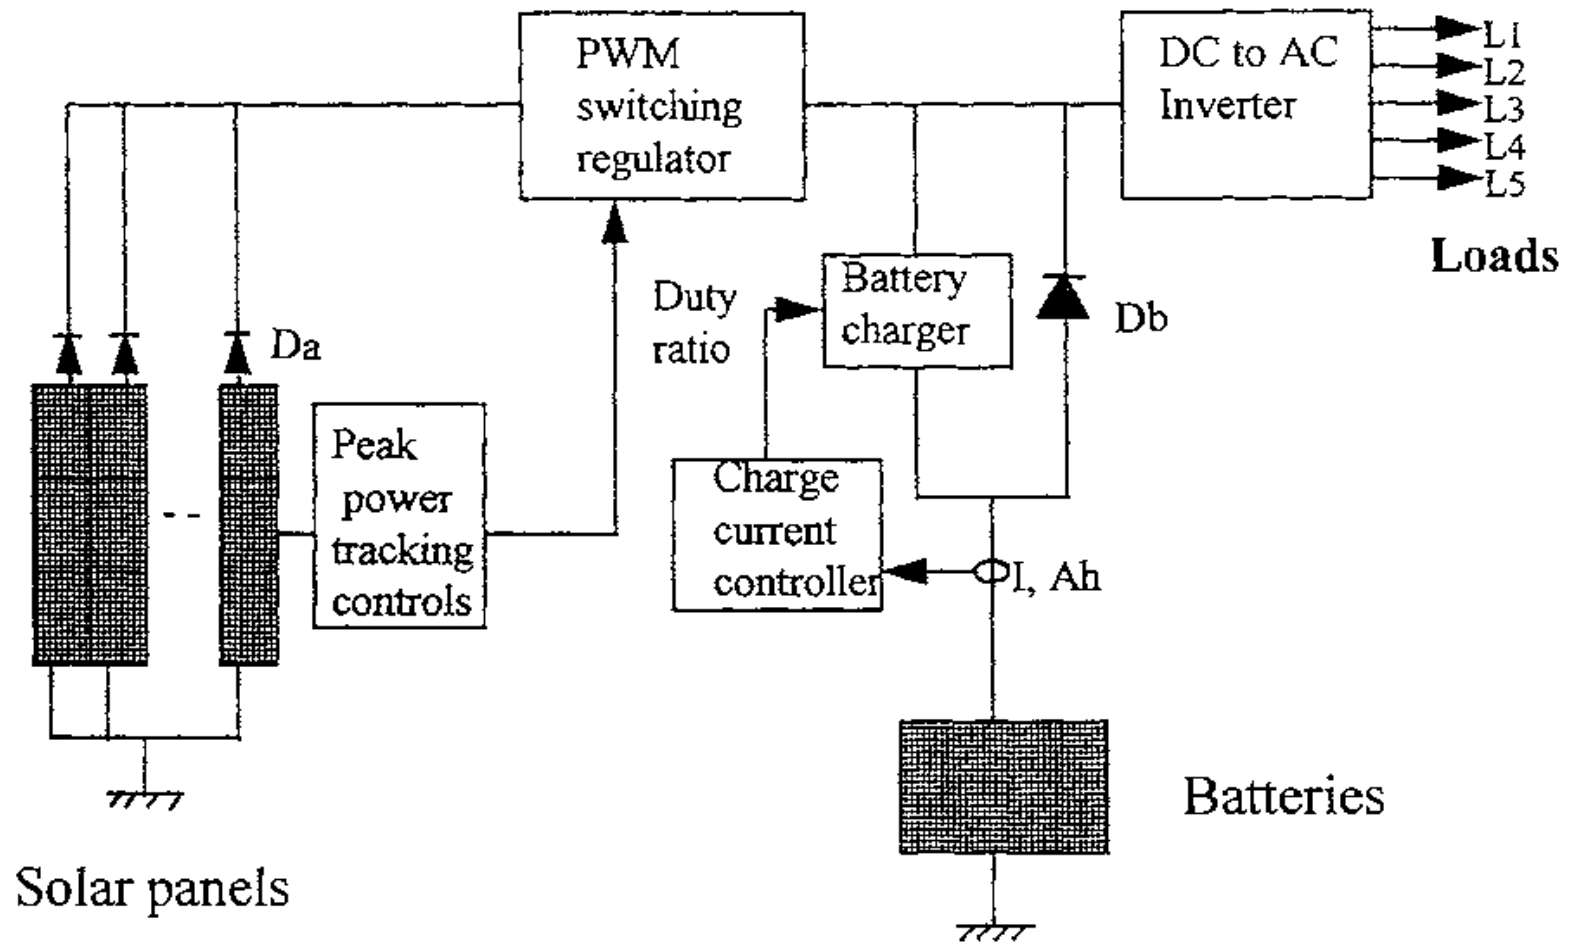 PWM
switching
regulator
DC to AC
Inverter
L1
L2
L3
L4
L5
Loads
Da
Peak
power
tracking
controls
Duty
ratio
Battery
charger
Db
Charge
current
controller
I, Ah
Batteries
Solar panels